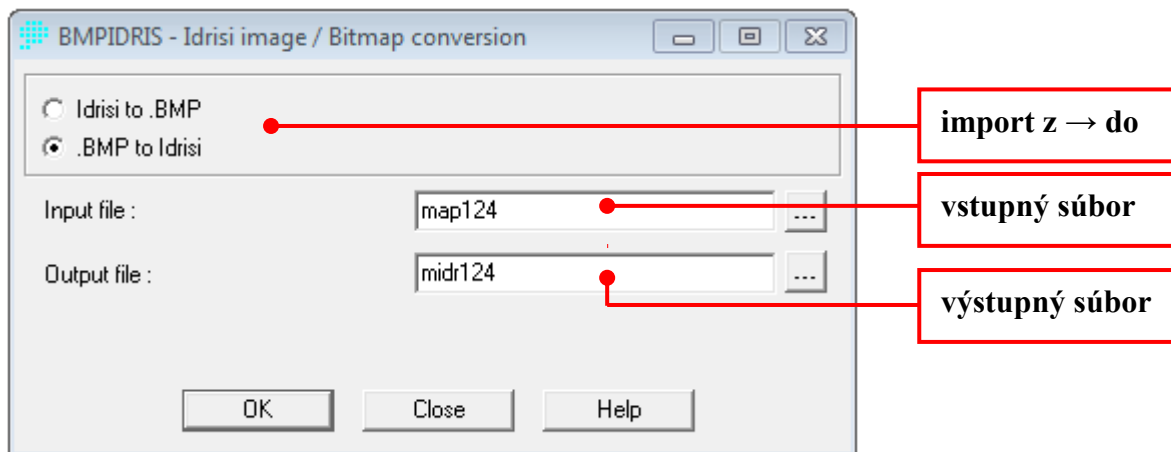 BMPIDRIS - Idrisi image / Bitmap conversion
Idrisi to .BMP
.BMP to Idrisi
import z → do
Input file :
map124
...
vstupný súbor
Output file :
midr124
...
výstupný súbor
OK
Close
Help